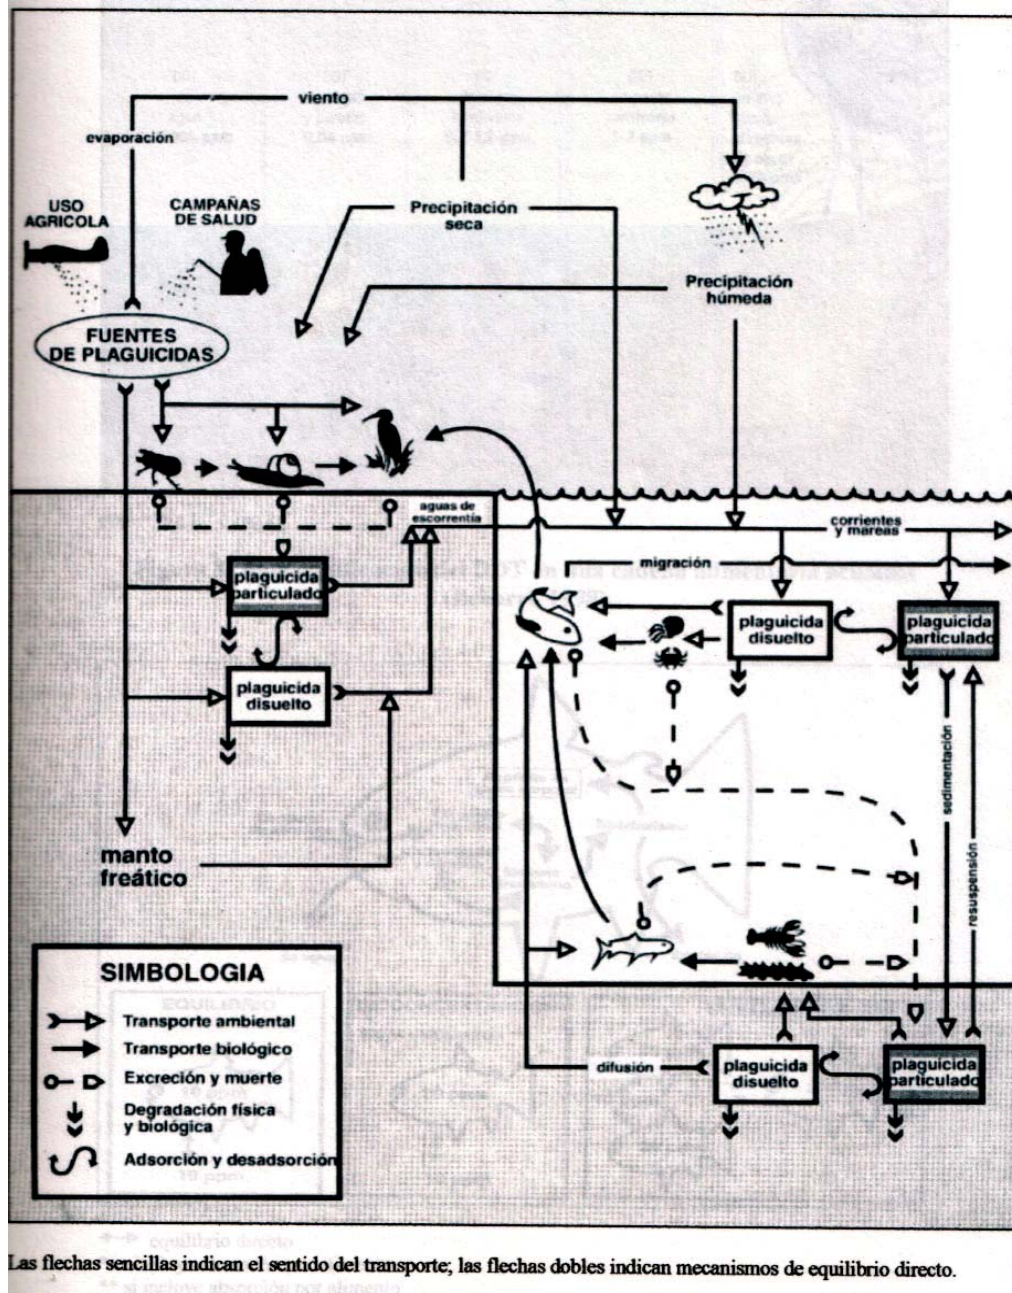 viento
evaporación
USO
AGRICOLA
CAMPAÑAS
DE SALUD
Precipitación
seca
Precipitación
húmeda
FUENTES
DE PLAGUICIDAS
aguas de
escorrentía
corrientes
y mareas
migración
plaguicida
particulado
plaguicida
disuelto
plaguicida
disuelto
plaguicida
particulado
sedimentación
resuspensión
manto
freático
difusión
plaguicida
disuelto
plaguicida
particulado
SIMBOLOGIA
Transporte ambiental
Transporte biológico
Excreción y muerte
Degradación física
y biológica
Adsorción y desadsorción
Las flechas sencillas indican el sentido del transporte; las flechas dobles indican mecanismos de equilibrio directo.